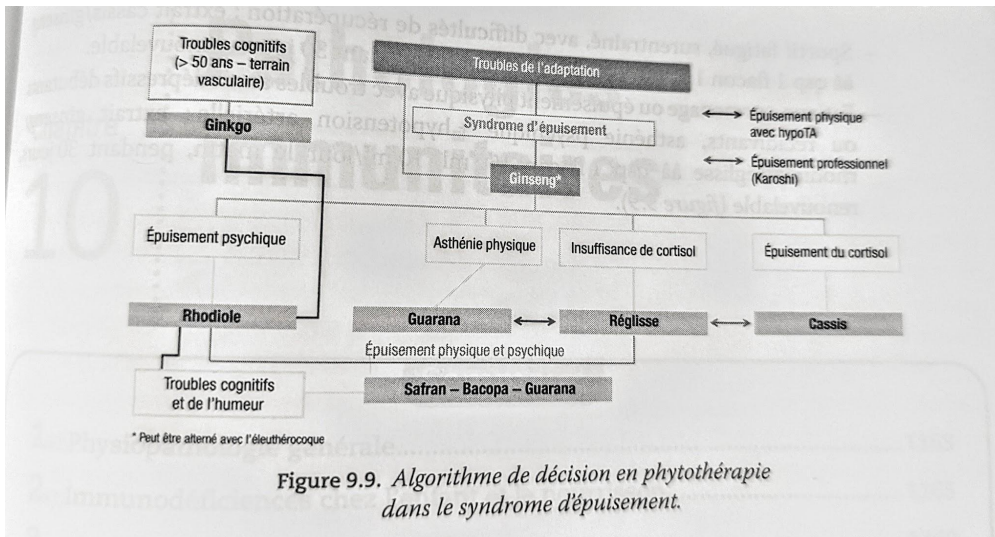 Troubles cognitifs
(> 50 ans – terrain
vasculaire)
Troubles de l'adaptation
Ginkgo
Syndrome d'épuisement
Ginseng*
Épuisement physique
avec hypoTA
Épuisement professionnel
(Karoshi)
Épuisement psychique
Asthénie physique
Insuffisance de cortisol
Épuisement du cortisol
Rhodiole
Guarana
Réglisse
Cassis
Épuisement physique et psychique
Troubles cognitifs
et de l'humeur
Safran – Bacopa – Guarana
* Peut être alterné avec l'éleuthérocoque
Figure 9.9. Algorithme de décision en phytothérapie
dans le syndrome d'épuisement.